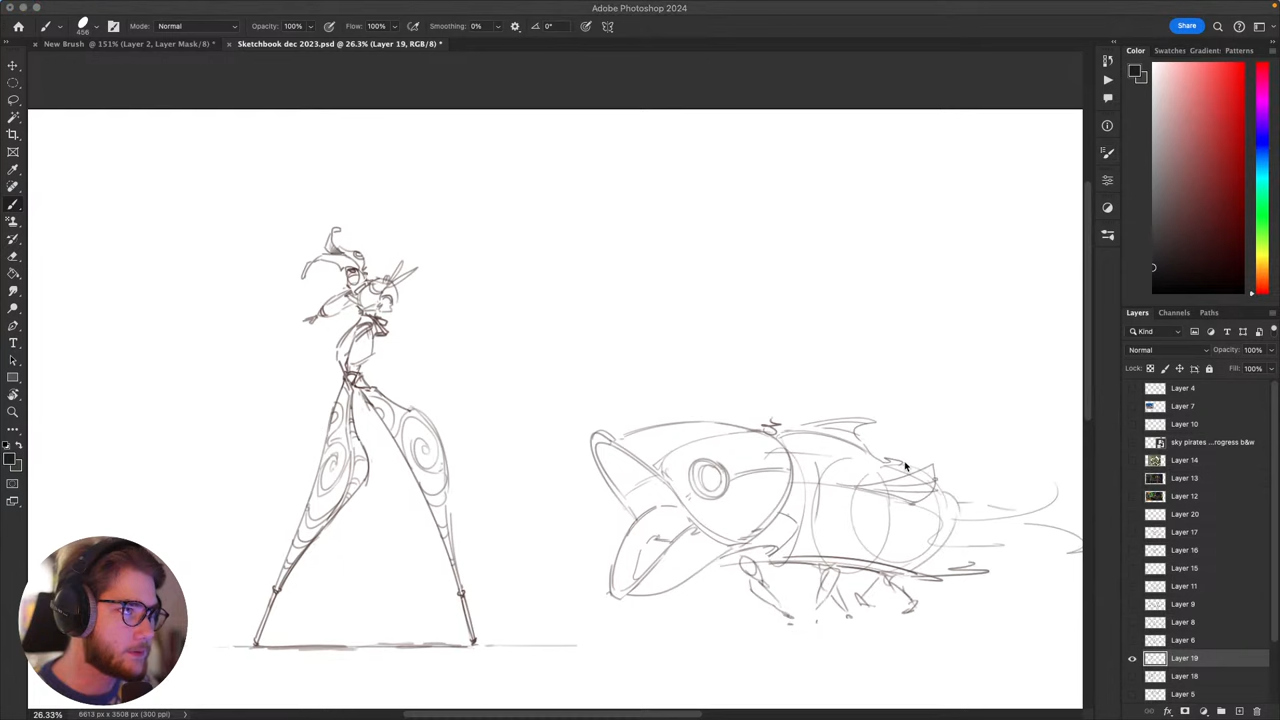 Adobe Photoshop 2024
456
Mode: Normal
Opacity: 100%
Flow: 100%
Smoothing: 0%
0°
Share
New Brush @ 151% (Layer 2, Layer Mask/8) *
Sketchbook dec 2023.psd @ 26.3% (Layer 19, RGB/8) *
Color
Swatches
Gradient:
Patterns
Layers
Channels
Paths
Kind
Normal
Opacity: 100%
Lock:
Fill: 100%
Layer 4
Layer 7
Layer 10
sky pirates ...rogress b&w
Layer 14
Layer 13
Layer 12
Layer 20
Layer 17
Layer 16
Layer 15
Layer 11
Layer 9
Layer 8
Layer 6
Layer 19
Layer 18
Layer 5
26.33%
6613 px x 3508 px (300 ppi)